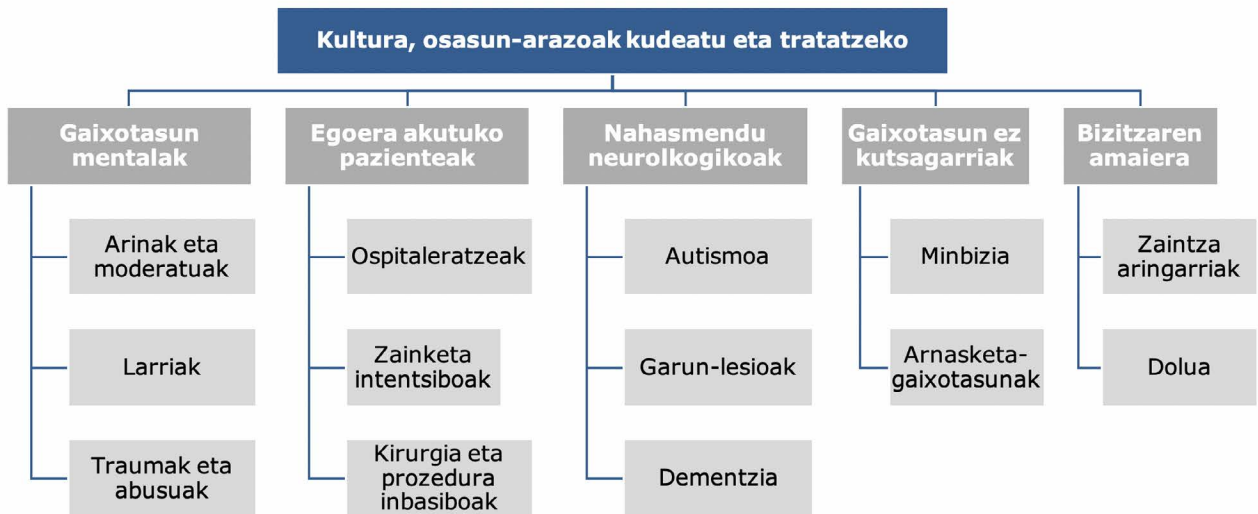 Kultura, osasun-arazoak kudeatu eta tratatzeko
Gaixotasun
mentalak
Arinak eta
moderatuak
Larriak
Traumak eta
abusuak
Egoera akutuko
pazienteak
Ospitaleratzeak
Zainketa
intentsiboak
Kirurgia eta
prozedura
inbasiboak
Nahasmendu
neurolkogikoak
Autismoa
Garun-lesioak
Dementzia
Gaixotasun ez
kutsagarriak
Minbizia
Arnasketa-
gaixotasunak
Bizitzaren
amaiera
Zaintza
aringarriak
Dolua